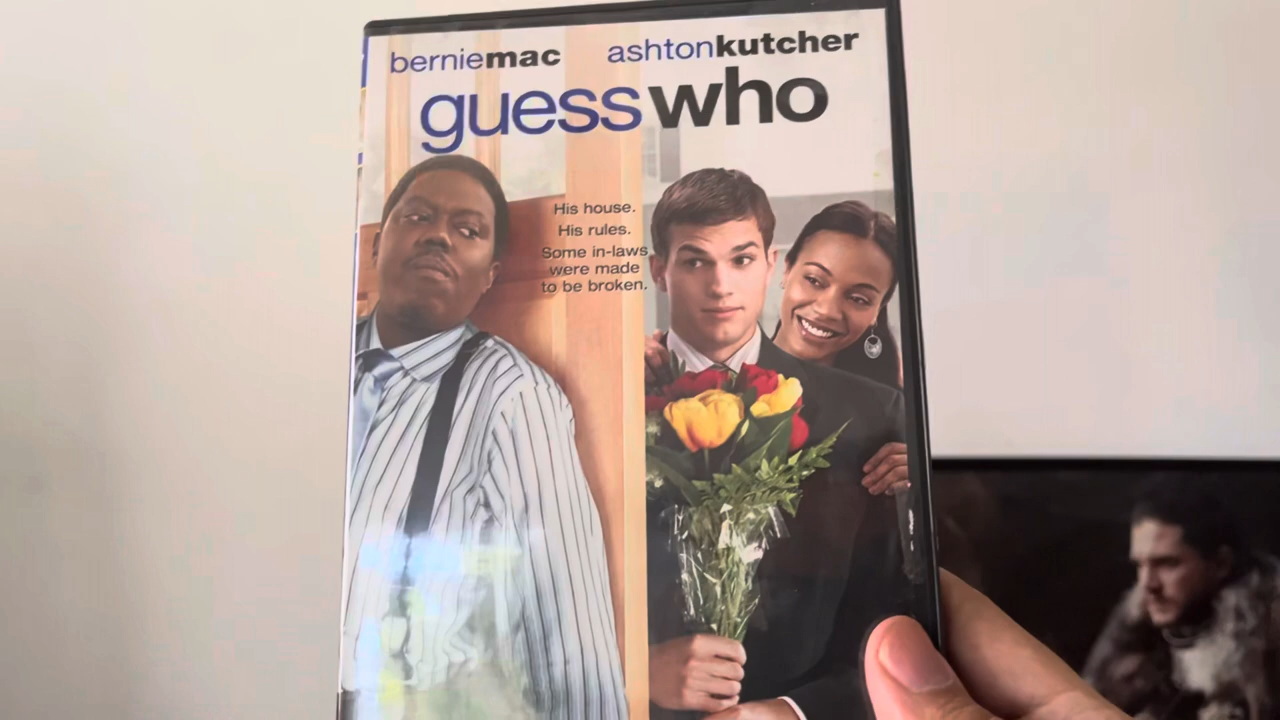 berniemac ashtonkutcher
guess who
His house.
His rules.
Some in-laws
were made
to be broken.